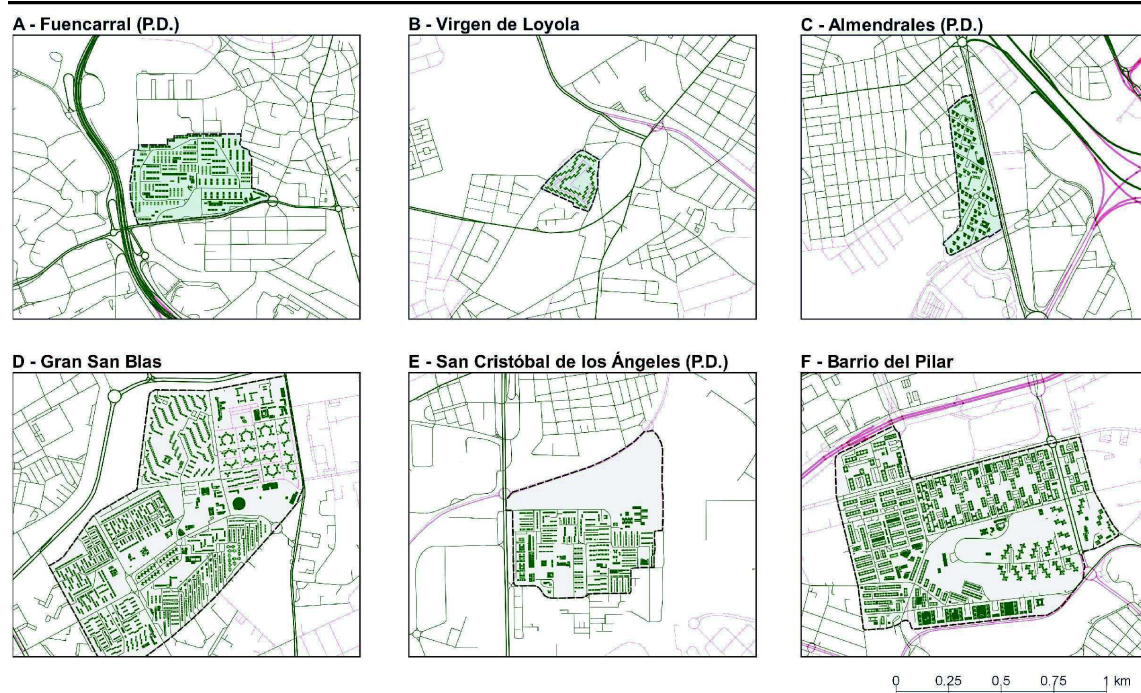 A - Fuencarral (P.D.)
B - Virgen de Loyola
C - Almendrales (P.D.)
D - Gran San Blas
E - San Cristóbal de los Ángeles (P.D.)
F - Barrio del Pilar
0 0.25 0.5 0.75 1 km